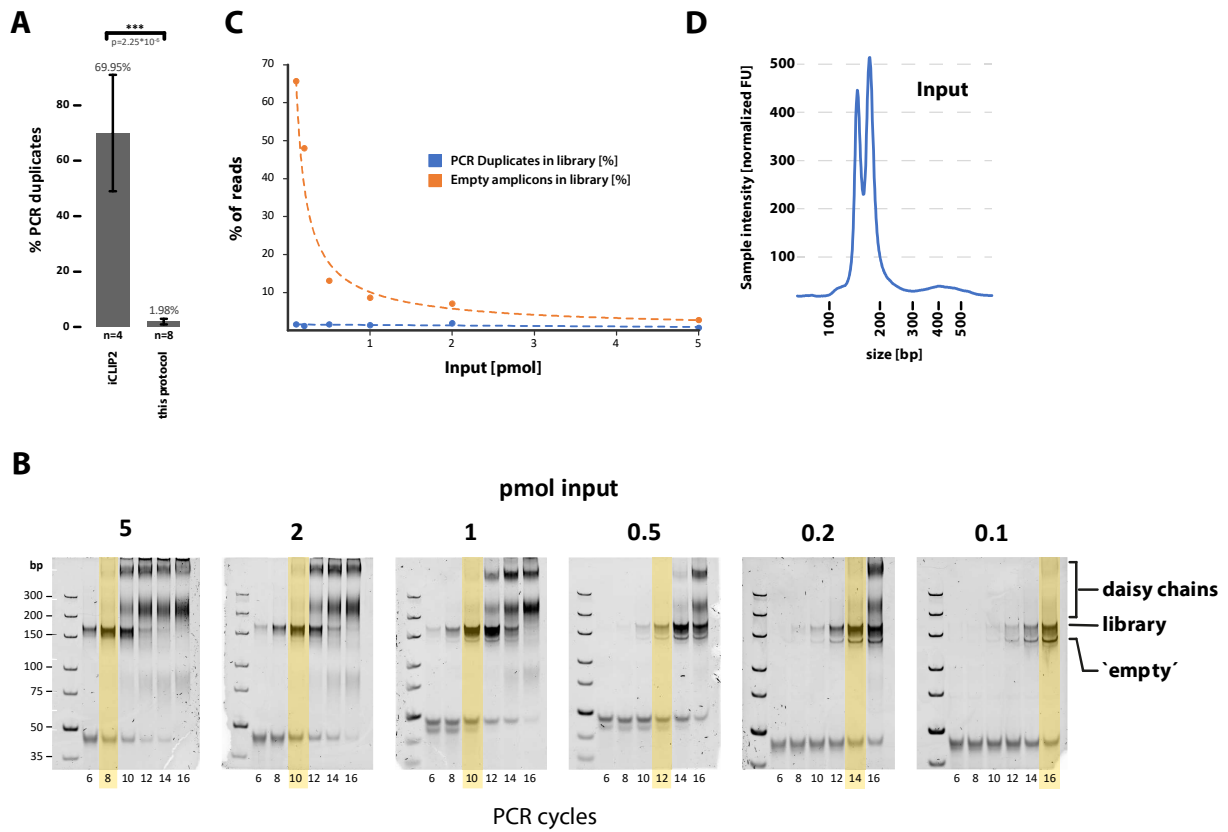 A
***
p=2.25*10⁻⁶
69.95%
% PCR duplicates
80
60
40
20
0
1.98%
n=4
n=8
iCLIP2
this protocol
C
70
60
50
40
30
20
10
% of reads
PCR Duplicates in library [%]
Empty amplicons in library [%]
1
2
3
4
5
Input [pmol]
D
Sample intensity [normalized FU]
500
400
300
200
100
Input
100
200
300
400
500
size [bp]
B
pmol input
5
2
1
0.5
0.2
0.1
bp
300
200
150
100
75
50
35
daisy chains
library
`empty´
6 8 10 12 14 16
6 8 10 12 14 16
6 8 10 12 14 16
6 8 10 12 14 16
6 8 10 12 14 16
6 8 10 12 14 16
PCR cycles